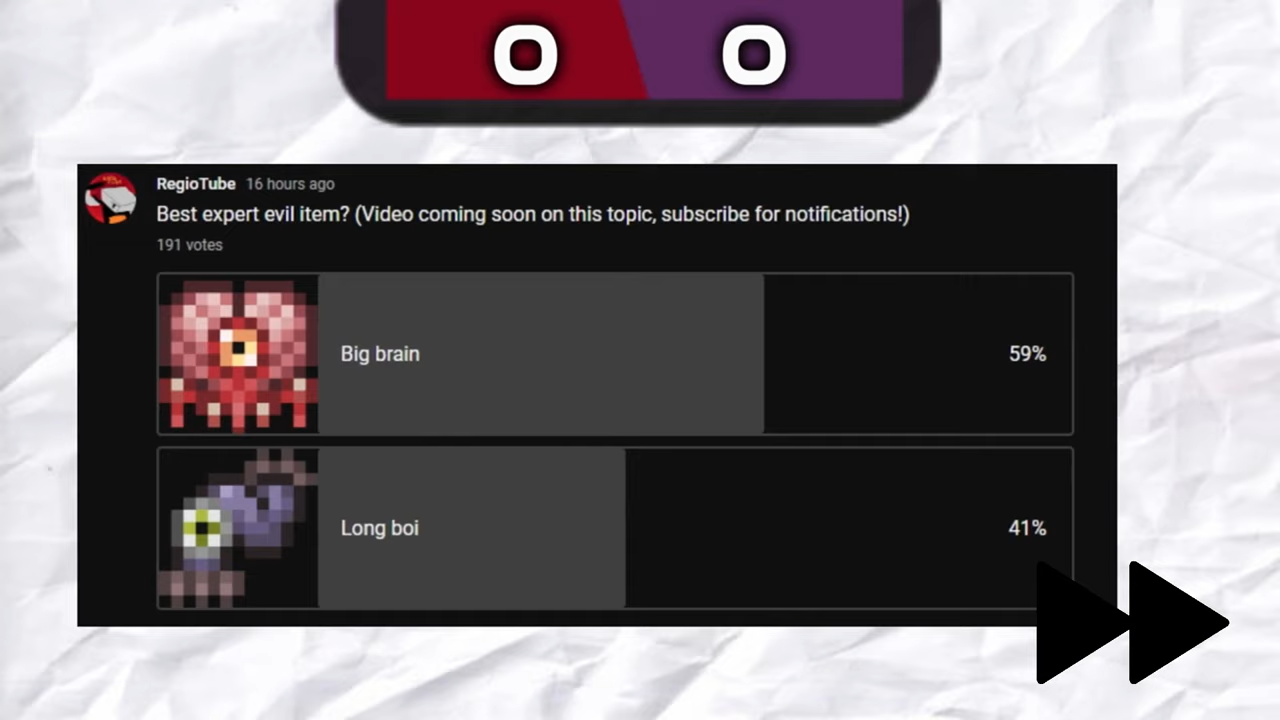 0 0
RegioTube 16 hours ago
Best expert evil item? (Video coming soon on this topic, subscribe for notifications!)
191 votes
Big brain 59%
Long boi 41%